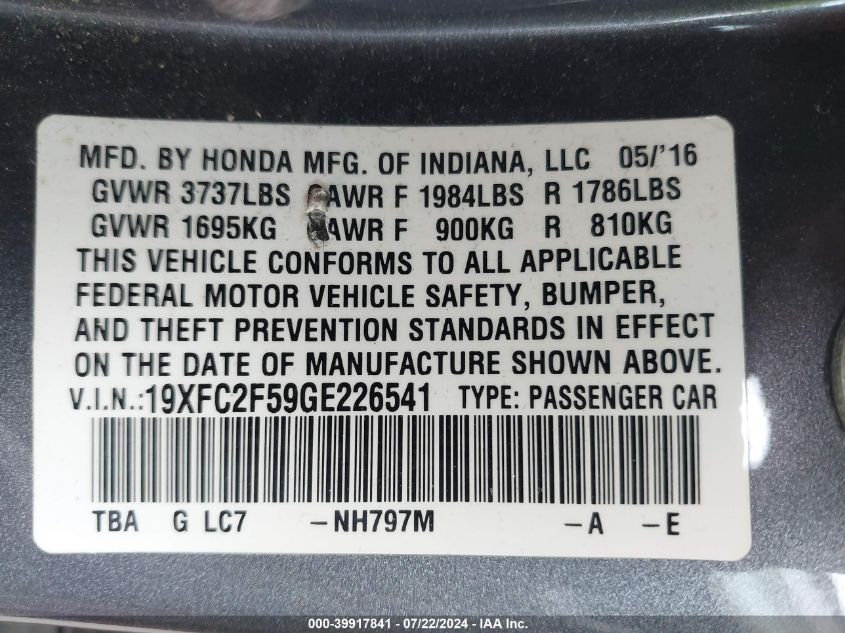 MFD. BY HONDA MFG. OF INDIANA, LLC 05/'16
GVWR 3737LBS AWR F 1984LBS R 1786LBS
GVWR 1695KG AWR F 900KG R 810KG
THIS VEHICLE CONFORMS TO ALL APPLICABLE
FEDERAL MOTOR VEHICLE SAFETY, BUMPER,
AND THEFT PREVENTION STANDARDS IN EFFECT
ON THE DATE OF MANUFACTURE SHOWN ABOVE.
V.I.N.:19XFC2F59GE226541 TYPE: PASSENGER CAR
TBA G LC7 -NH797M -A -E
000-39917841 / 07/22/2024 - IAA Inc.